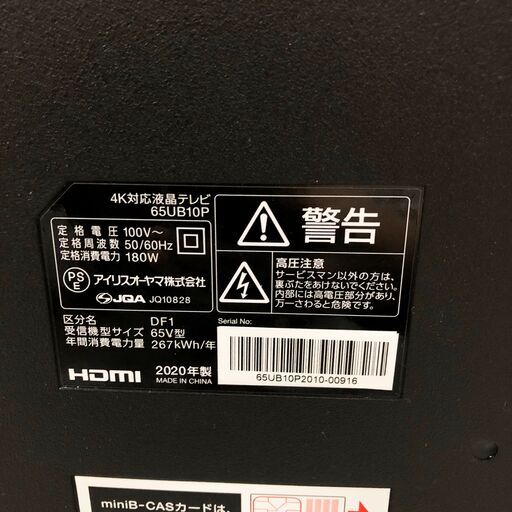 4K対応液晶テレビ
65UB10P
定格電圧 100V～
定格周波数 50/60Hz
定格消費電力 180W
PS
E
アイリスオーヤマ株式会社
JQA JQ10828
区分名 DF1
受信機型サイズ 65V型
年間消費電力量 267kWh/年
HDMI
2020年製
MADE IN CHINA
警告
高圧注意
サービスマン以外の方は、
裏ぶたをあけないでください。
内部には高電圧部分があり、
万一さわると危険です。
Serial No:
65UB10P2010-00916
miniB-CASカードは、